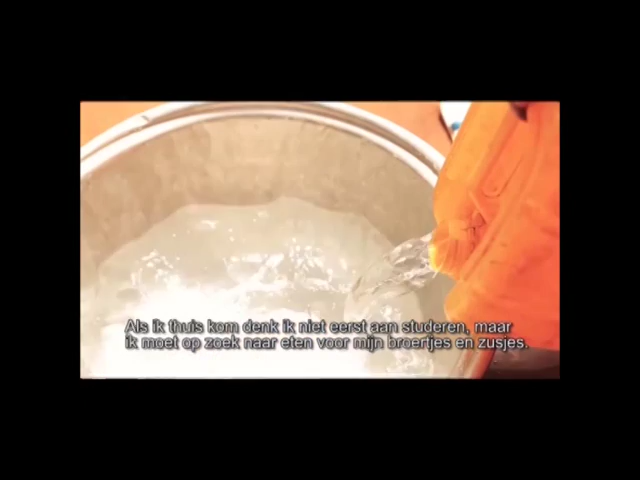 Als ik thuis kom denk ik niet eerst aan studeren, maar
ik moet op zoek naar eten voor mijn broertjes en zusjes.